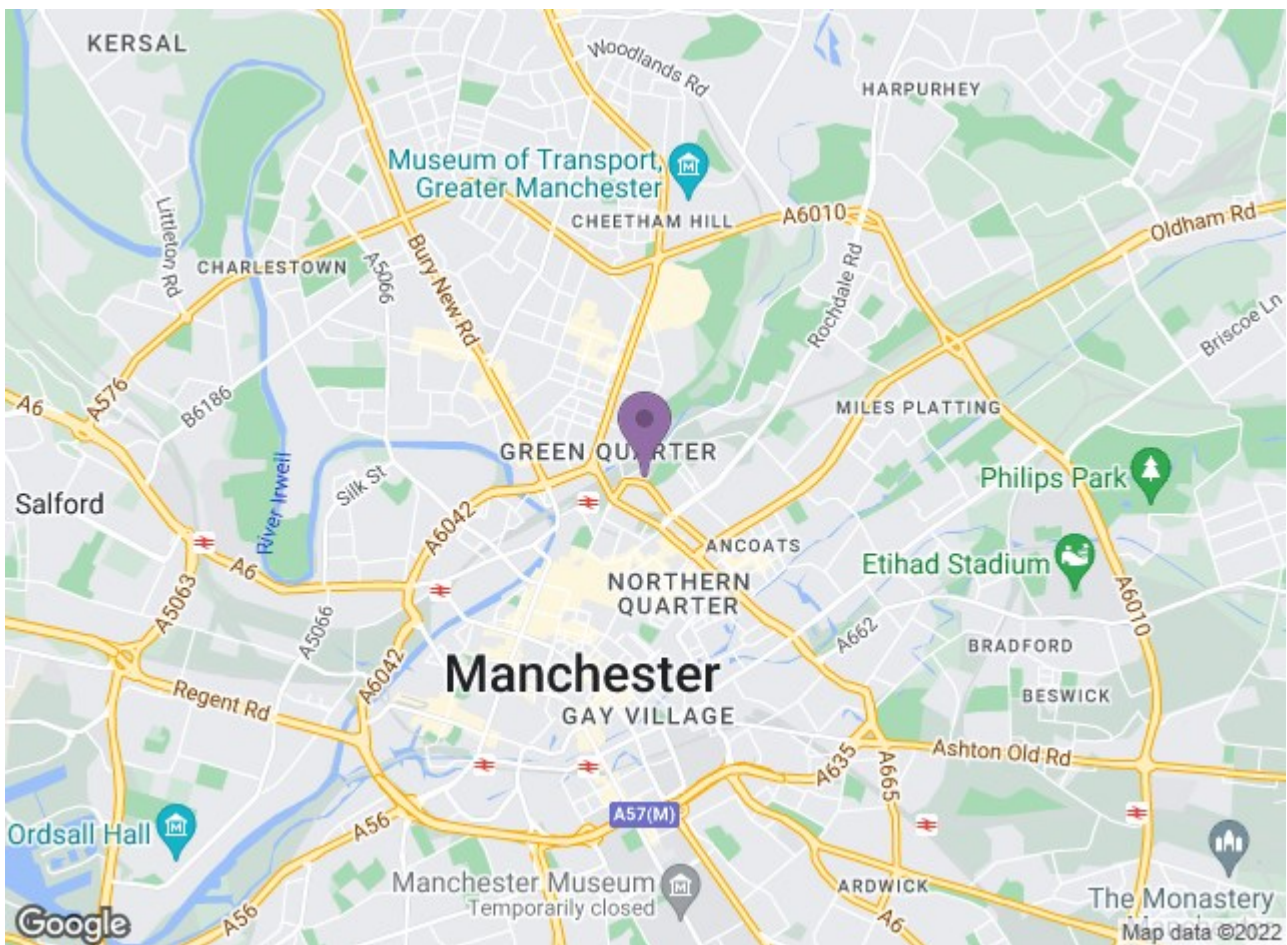 KERSAL
Woodlands Rd
HARPURHEY
Museum of Transport,
Greater Manchester
CHEETHAM HILL
A6010
Oldham Rd
Littleton Rd
CHARLESTOWN
A5066
Bury New Rd
Rochdale Rd
Briscoe Ln
A576
B6186
A6
MILES PLATTING
GREEN QUARTER
Philips Park
Salford
River Irwell
Silk St
A6042
ANCOATS
Etihad Stadium
A6
NORTHERN
QUARTER
A6010
A5063
A5066
A662
BRADFORD
A6042
Manchester
BESWICK
Regent Rd
GAY VILLAGE
Ashton Old Rd
A635
A665
A57(M)
Ordsall Hall
A56
Manchester Museum
Temporarily closed
ARDWICK
The Monastery
A56
A6
Google
Map data ©2022